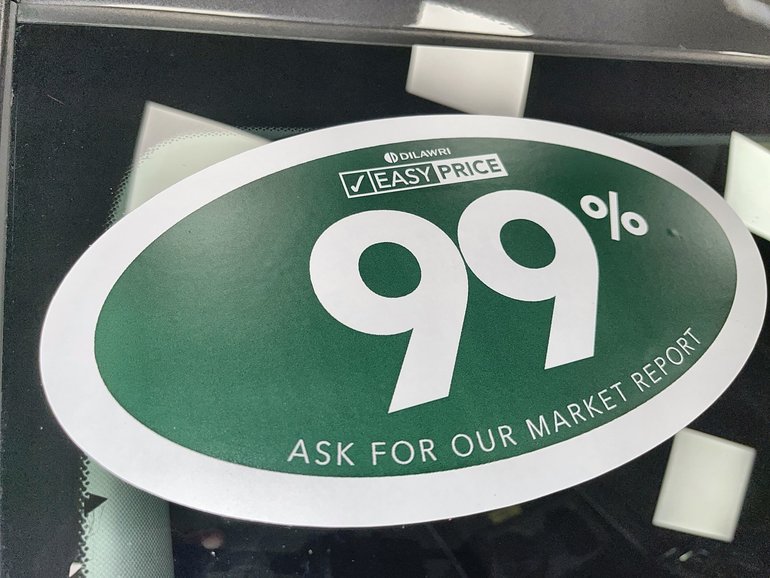 DILAWRI
EASY PRICE
99%
ASK FOR OUR MARKET REPORT